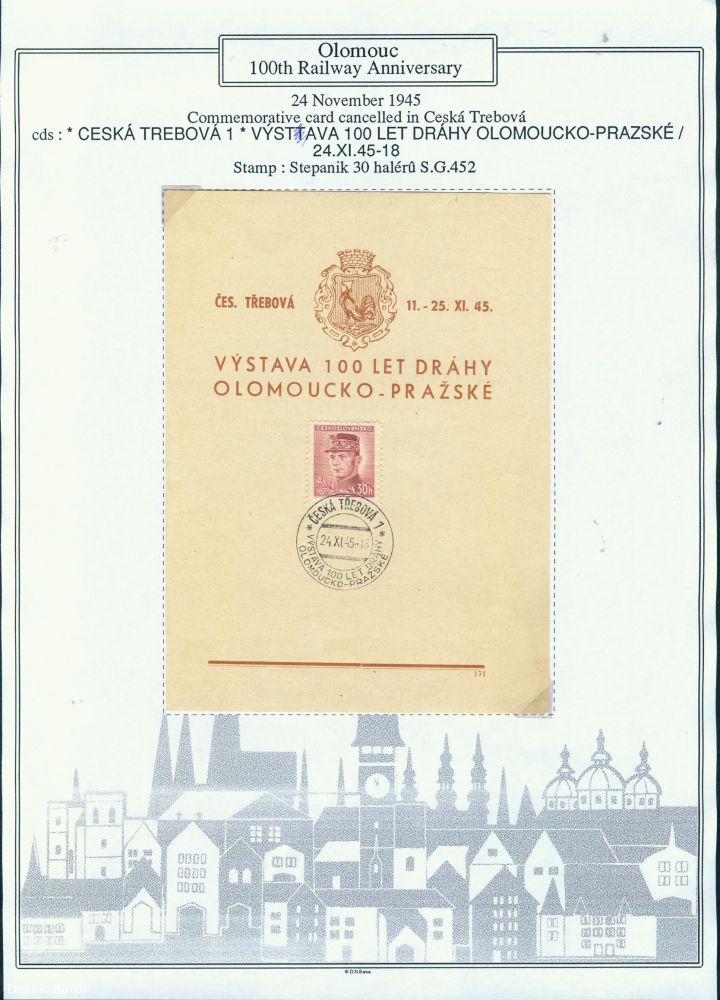 Olomouc
100th Railway Anniversary
24 November 1945
Commemorative card cancelled in Ceská Trebová
cds : * CESKÁ TREBOVÁ 1 * VÝSTAVA 100 LET DRÁHY OLOMOUCKO-PRAZSKÉ /
24.XI.45-18
Stamp : Stepanik 30 halérû S.G.452
ČES. TŘEBOVÁ
11. - 25. XI. 45.
VÝSTAVA 100 LET DRÁHY
OLOMOUCKO - PRAŽSKÉ
ČESKOSLOVENSKO
30h
* ČESKÁ TŘEBOVÁ 1 *
24.XI.45-18
VÝSTAVA 100 LET DRÁHY
OLOMOUCKO-PRAŽSKÉ
171
© D.N.Baron
Derek Baron